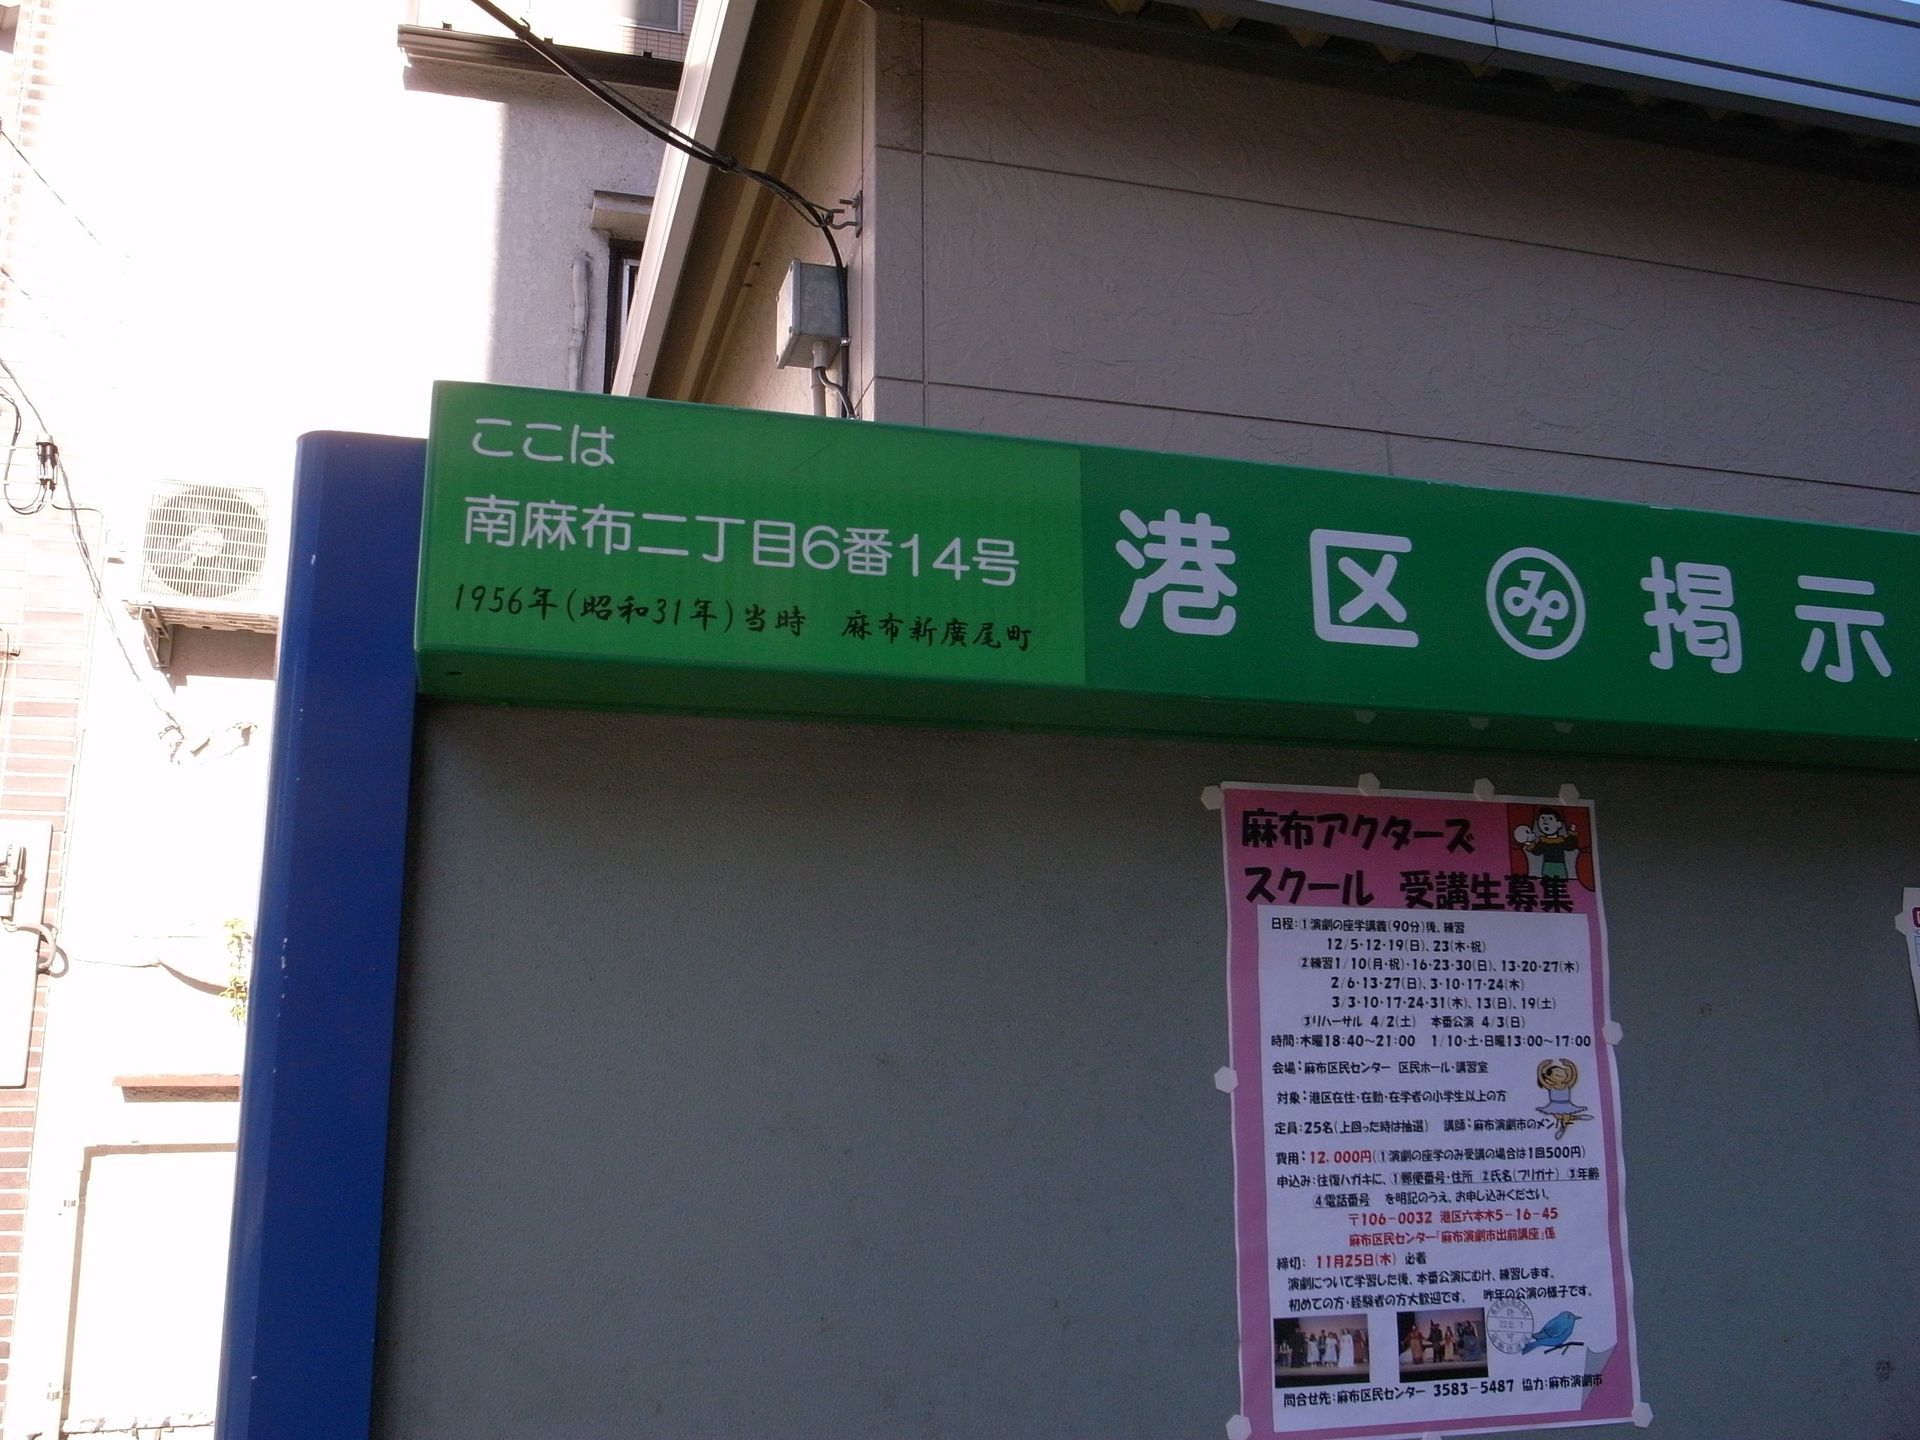 ここは
南麻布二丁目6番14号
1956年(昭和31年)当時　麻布新廣尾町
港区 掲示
麻布アクターズ
スクール 受講生募集
日程:①演劇の座学講義(90分)後、練習
12/5・12・19(日)、23(木・祝)
②練習1/10(月・祝)・16・23・30(日)、13・20・27(木)
2/6・13・27(日)、3・10・17・24(木)
3/3・10・17・24・31(木)、13(日)、19(土)
③リハーサル 4/2(土)　本番公演 4/3(日)
時間:木曜18:40～21:00　1/10・土・日曜13:00～17:00
会場:麻布区民センター 区民ホール・講習室
対象:港区在住・在勤・在学者の小学生以上の方
定員:25名(上回った時は抽選)　講師:麻布演劇市のメンバー
費用:12,000円(①演劇の座学のみ受講の場合は1回500円)
申込み:往復ハガキに、①郵便番号・住所 ②氏名(フリガナ) ③年齢
④電話番号　を明記のうえ、お申し込みください。
〒106-0032 港区六本木5-16-45
麻布区民センター「麻布演劇市出前講座」係
締切: 11月25日(木) 必着
演劇について学習した後、本番公演にむけ、練習します。
初めての方・経験者の方大歓迎です。　昨年の公演の様子です。
問合せ先:麻布区民センター 3583-5487 協力:麻布演劇市